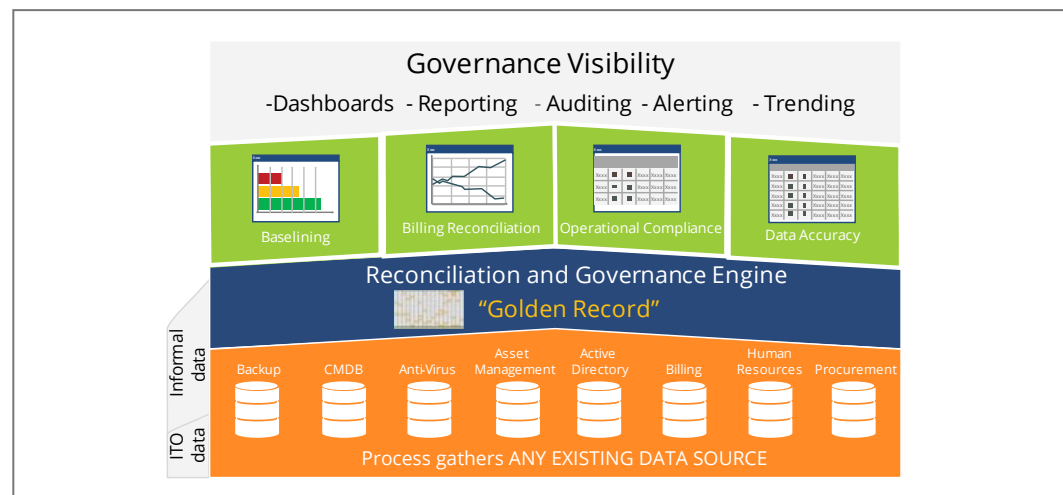 Governance Visibility
-Dashboards - Reporting - Auditing - Alerting - Trending
Baselining
Billing Reconciliation
Operational Compliance
Data Accuracy
Reconciliation and Governance Engine
“Golden Record”
Informal
data
ITO
data
Backup
CMDB
Anti-Virus
Asset
Management
Active
Directory
Billing
Human
Resources
Procurement
Process gathers ANY EXISTING DATA SOURCE